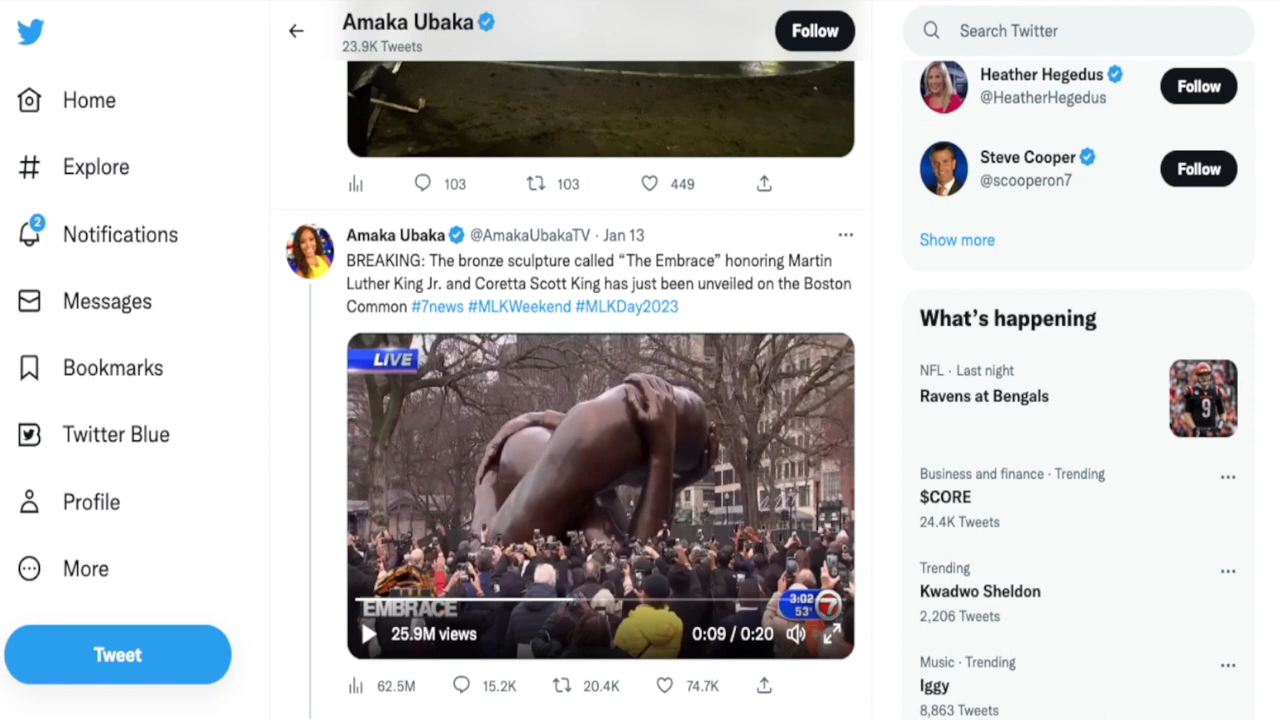 Home
Explore
2
Notifications
Messages
Bookmarks
Twitter Blue
Profile
More
Tweet
Amaka Ubaka
23.9K Tweets
Follow
103
103
449
Amaka Ubaka @AmakaUbakaTV · Jan 13
BREAKING: The bronze sculpture called “The Embrace” honoring Martin
Luther King Jr. and Coretta Scott King has just been unveiled on the Boston
Common #7news #MLKWeekend #MLKDay2023
LIVE
EMBRACE
3:02
53°
7
25.9M views
0:09 / 0:20
62.5M
15.2K
20.4K
74.7K
Search Twitter
Heather Hegedus
@HeatherHegedus
Follow
Steve Cooper
@scooperon7
Follow
Show more
What’s happening
NFL · Last night
Ravens at Bengals
9
Business and finance · Trending
$CORE
24.4K Tweets
Trending
Kwadwo Sheldon
2,206 Tweets
Music · Trending
Iggy
8,863 Tweets